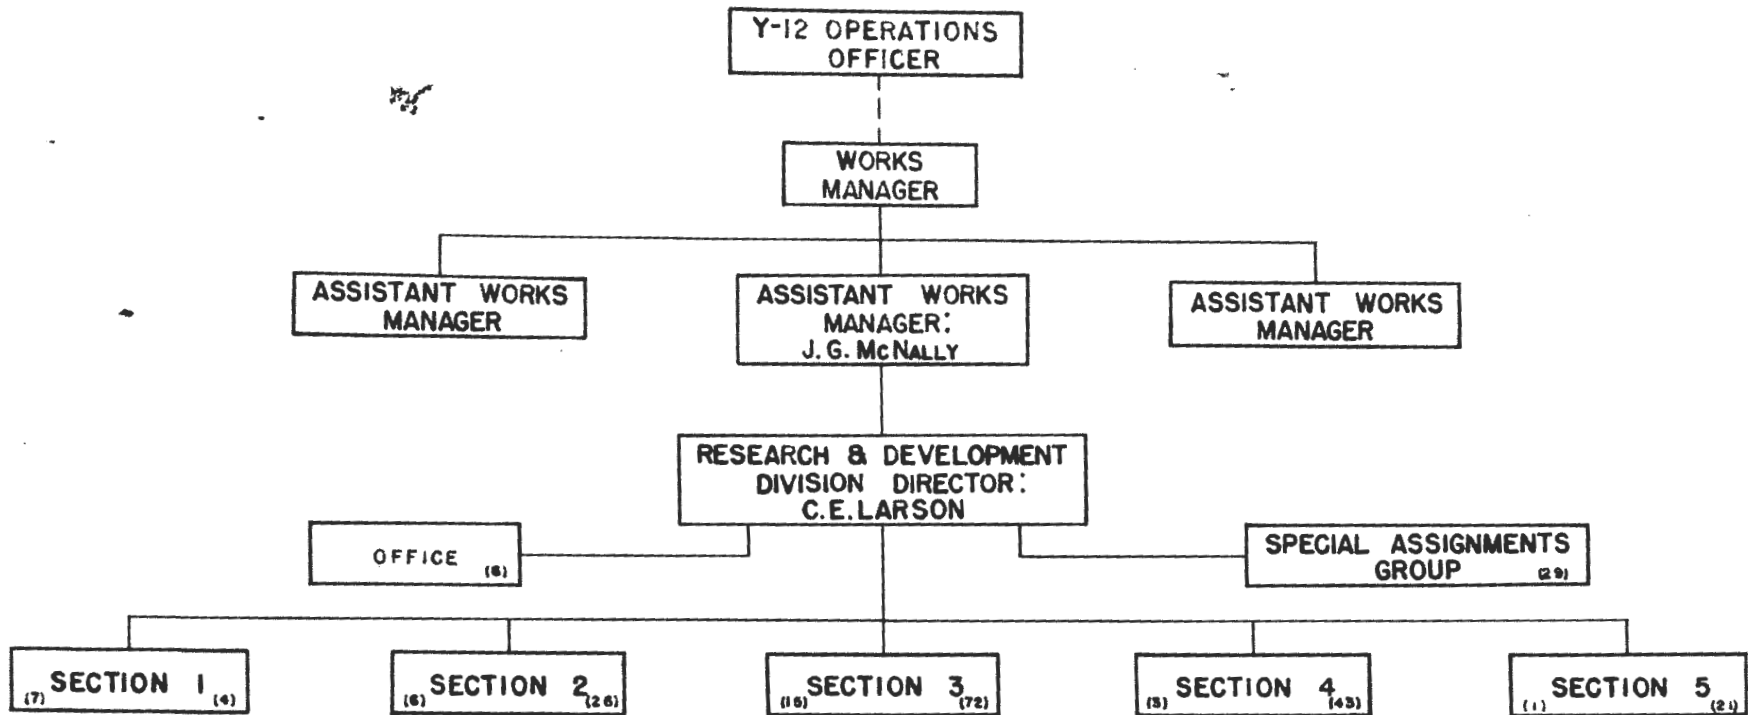 Y-12 OPERATIONS
OFFICER
WORKS
MANAGER
ASSISTANT WORKS
MANAGER
ASSISTANT WORKS
MANAGER:
J. G. McNALLY
ASSISTANT WORKS
MANAGER
RESEARCH & DEVELOPMENT
DIVISION DIRECTOR:
C. E. LARSON
OFFICE (6)
SPECIAL ASSIGNMENTS
GROUP (29)
(7) SECTION 1 (4)
(6) SECTION 2 (26)
(15) SECTION 3 (72)
SECTION 4 (43)
(1) SECTION 5 (21)